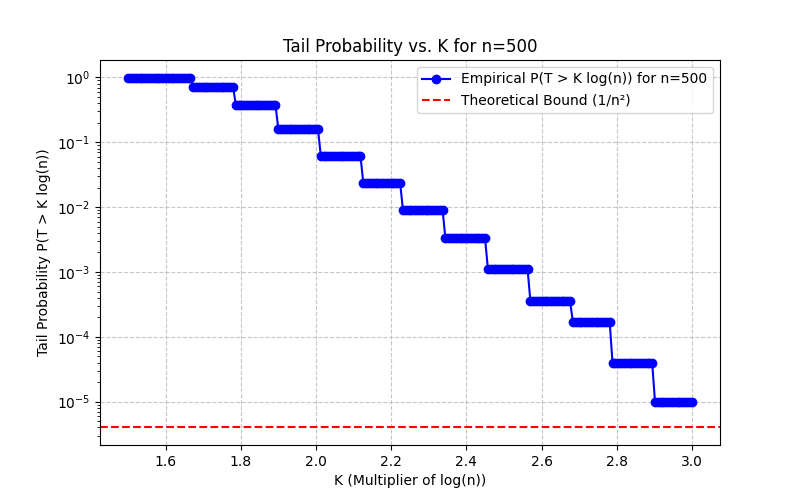 Tail Probability vs. K for n=500
Empirical P(T > K log(n)) for n=500
Theoretical Bound (1/n²)
Tail Probability P(T > K log(n))
10⁰
10⁻¹
10⁻²
10⁻³
10⁻⁴
10⁻⁵
1.6 1.8 2.0 2.2 2.4 2.6 2.8 3.0
K (Multiplier of log(n))